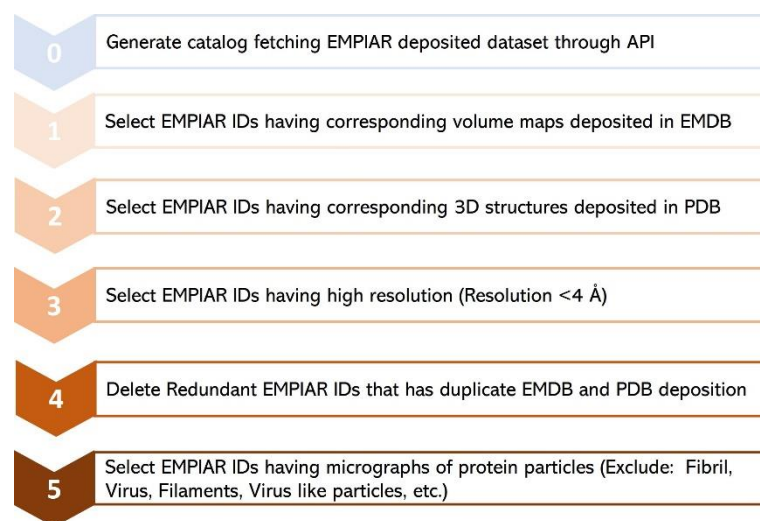 0
Generate catalog fetching EMPIAR deposited dataset through API
1
Select EMPIAR IDs having corresponding volume maps deposited in EMDB
2
Select EMPIAR IDs having corresponding 3D structures deposited in PDB
3
Select EMPIAR IDs having high resolution (Resolution <4 Å)
4
Delete Redundant EMPIAR IDs that has duplicate EMDB and PDB deposition
5
Select EMPIAR IDs having micrographs of protein particles (Exclude: Fibril,
Virus, Filaments, Virus like particles, etc.)